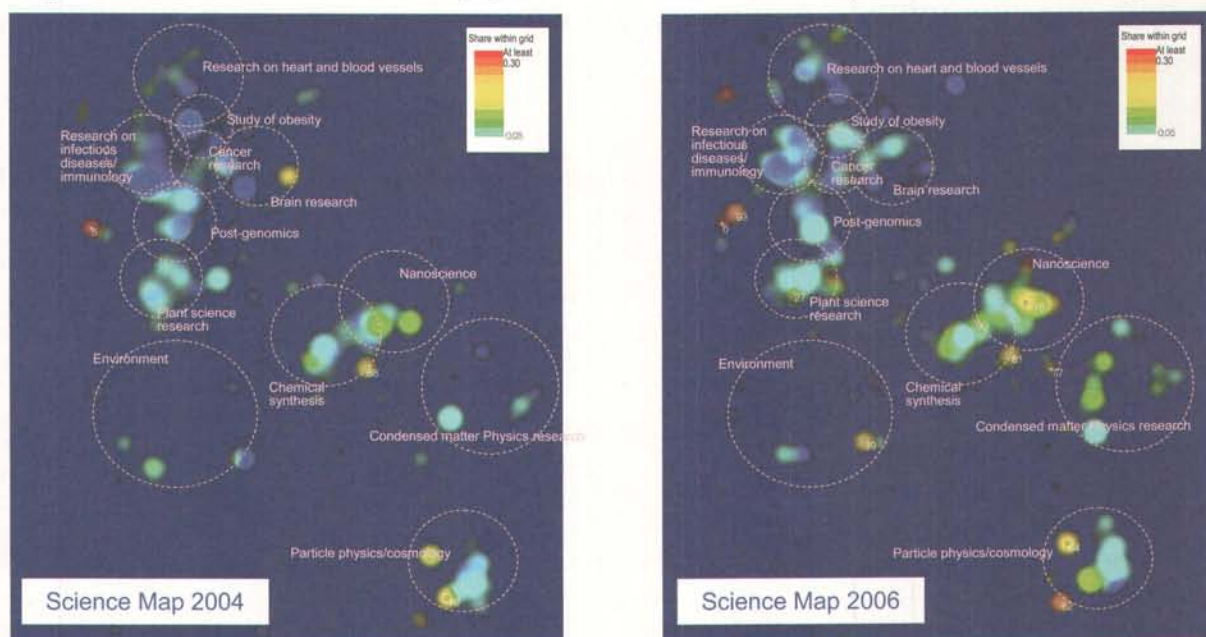 Share within grid
At least
0.30
0.05
Research on heart and blood vessels
Study of obesity
Research on
infectious
diseases/
immunology
Cancer
research
Brain research
Post-genomics
Nanoscience
Plant science
research
Environment
Chemical
synthesis
Condensed matter Physics research
Particle physics/cosmology
Science Map 2004
Share within grid
At least
0.30
0.05
Research on heart and blood vessels
Study of obesity
Research on
infectious
diseases/
immunology
Cancer
research
Brain research
Post-genomics
Nanoscience
Plant science
research
Environment
Chemical
synthesis
Condensed matter Physics research
Particle physics/cosmology
Science Map 2006